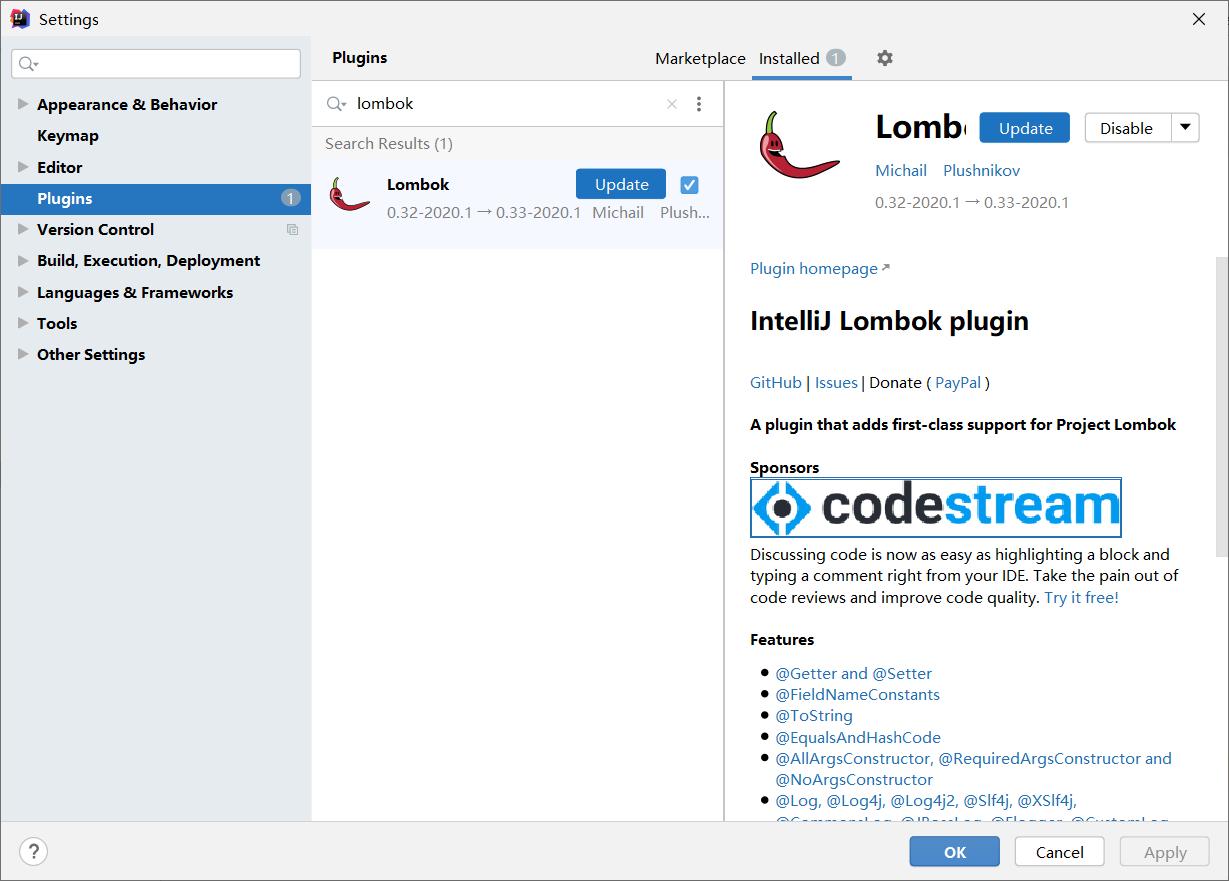 Settings
Plugins
Marketplace
Installed 1
Appearance & Behavior
Keymap
Editor
Plugins 1
Version Control
Build, Execution, Deployment
Languages & Frameworks
Tools
Other Settings
lombok
Search Results (1)
Lombok
Update
0.32-2020.1 → 0.33-2020.1 Michail Plush...
Lomb
Update
Disable
Michail Plushnikov
0.32-2020.1 → 0.33-2020.1
Plugin homepage
IntelliJ Lombok plugin
GitHub | Issues | Donate ( PayPal )
A plugin that adds first-class support for Project Lombok
Sponsors
codestream
Discussing code is now as easy as highlighting a block and
typing a comment right from your IDE. Take the pain out of
code reviews and improve code quality. Try it free!
Features
@Getter and @Setter
@FieldNameConstants
@ToString
@EqualsAndHashCode
@AllArgsConstructor, @RequiredArgsConstructor and
@NoArgsConstructor
@Log, @Log4j, @Log4j2, @Slf4j, @XSlf4j,
@CommonsLog, @JBossLog, @Flogger, @CustomLog
?
OK
Cancel
Apply